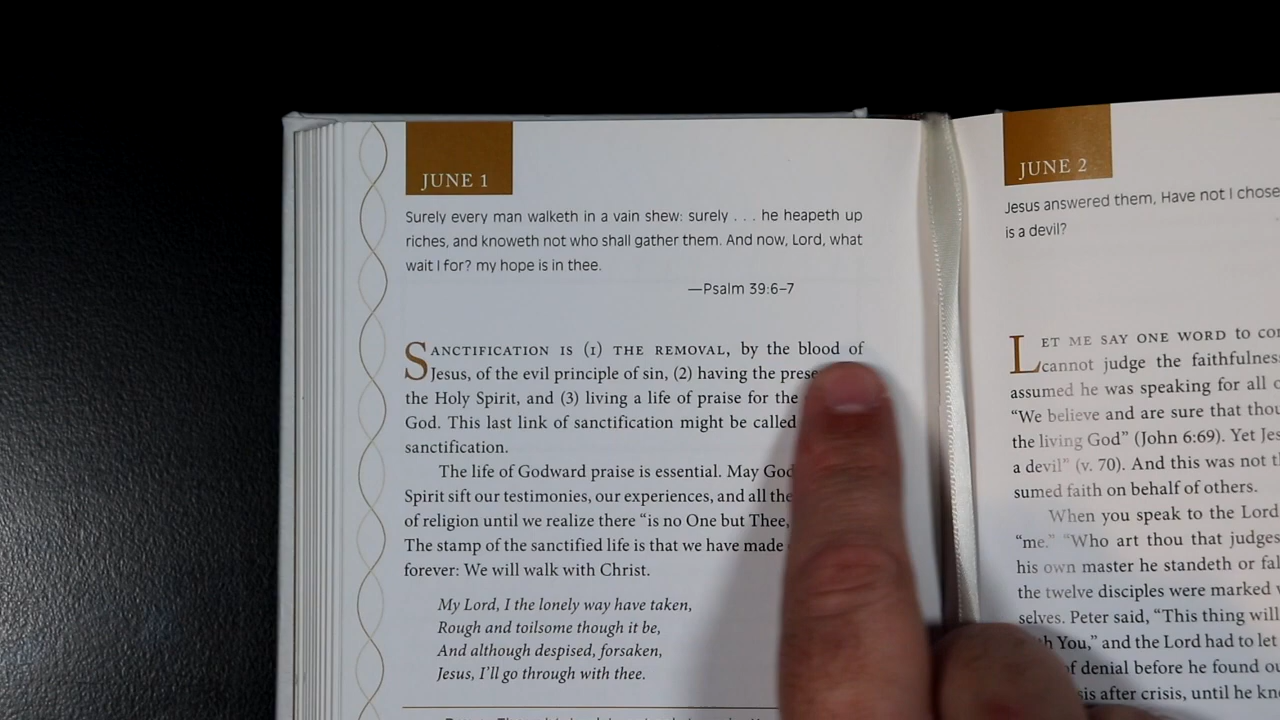 JUNE 1
Surely every man walketh in a vain shew: surely . . . he heapeth up
riches, and knoweth not who shall gather them. And now, Lord, what
wait I for? my hope is in thee.
—Psalm 39:6–7
SANCTIFICATION IS (1) THE REMOVAL, by the blood of
Jesus, of the evil principle of sin, (2) having the
the Holy Spirit, and (3) living a life of praise for the
God. This last link of sanctification might be called
sanctification.
The life of Godward praise is essential. May God
Spirit sift our testimonies, our experiences, and all the
of religion until we realize there “is no One but Thee,
The stamp of the sanctified life is that we have made
forever: We will walk with Christ.
My Lord, I the lonely way have taken,
Rough and toilsome though it be,
And although despised, forsaken,
Jesus, I’ll go through with thee.
JUNE 2
Jesus answered them, Have not I chose
is a devil?
LET ME SAY ONE WORD to
cannot judge the
assumed he was speaking for all
“We believe and are sure that
the living God” (John 6:69). Yet
a devil” (v. 70). And this was not
sumed faith on behalf of others.
When you speak to the Lord
“me.” “Who art thou that judges
his own master he standeth or
the twelve disciples were marked
selves. Peter said, “This thing will
You,” and the Lord had to let
of denial before he found
after crisis, until he